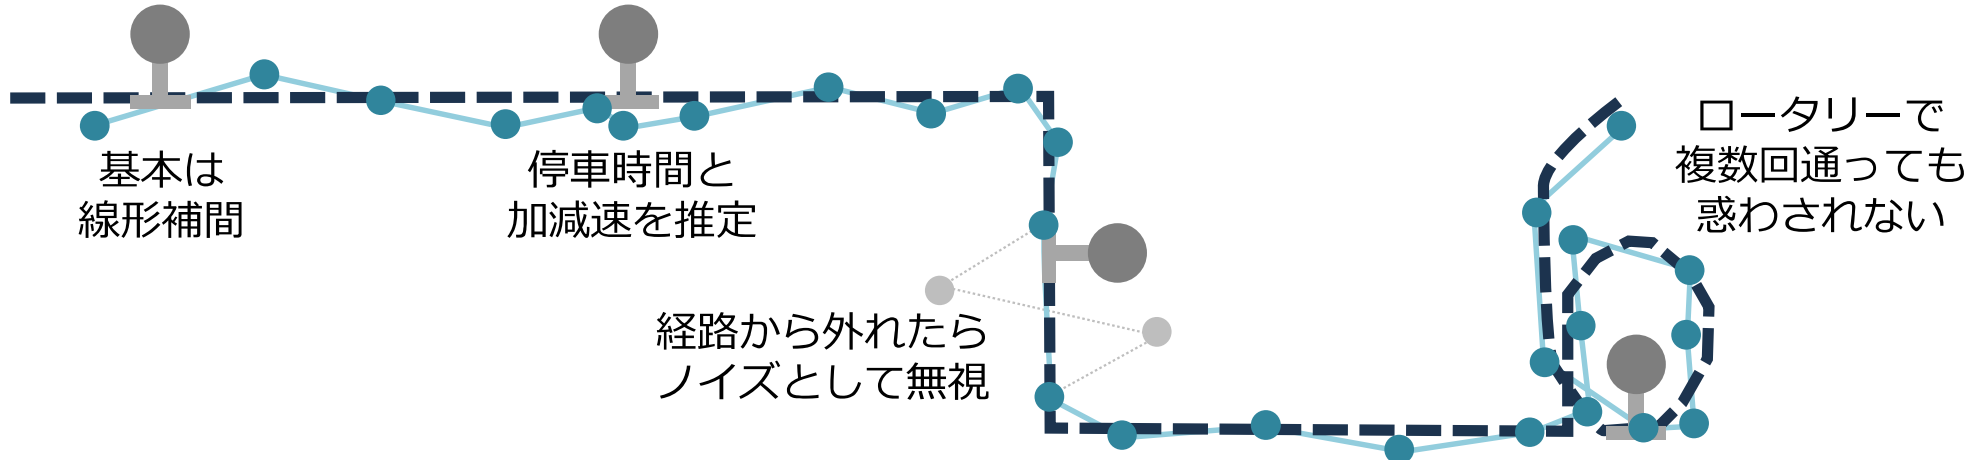 基本は
線形補間
停車時間と
加減速を推定
経路から外れたら
ノイズとして無視
ロータリーで
複数回通っても
惑わされない